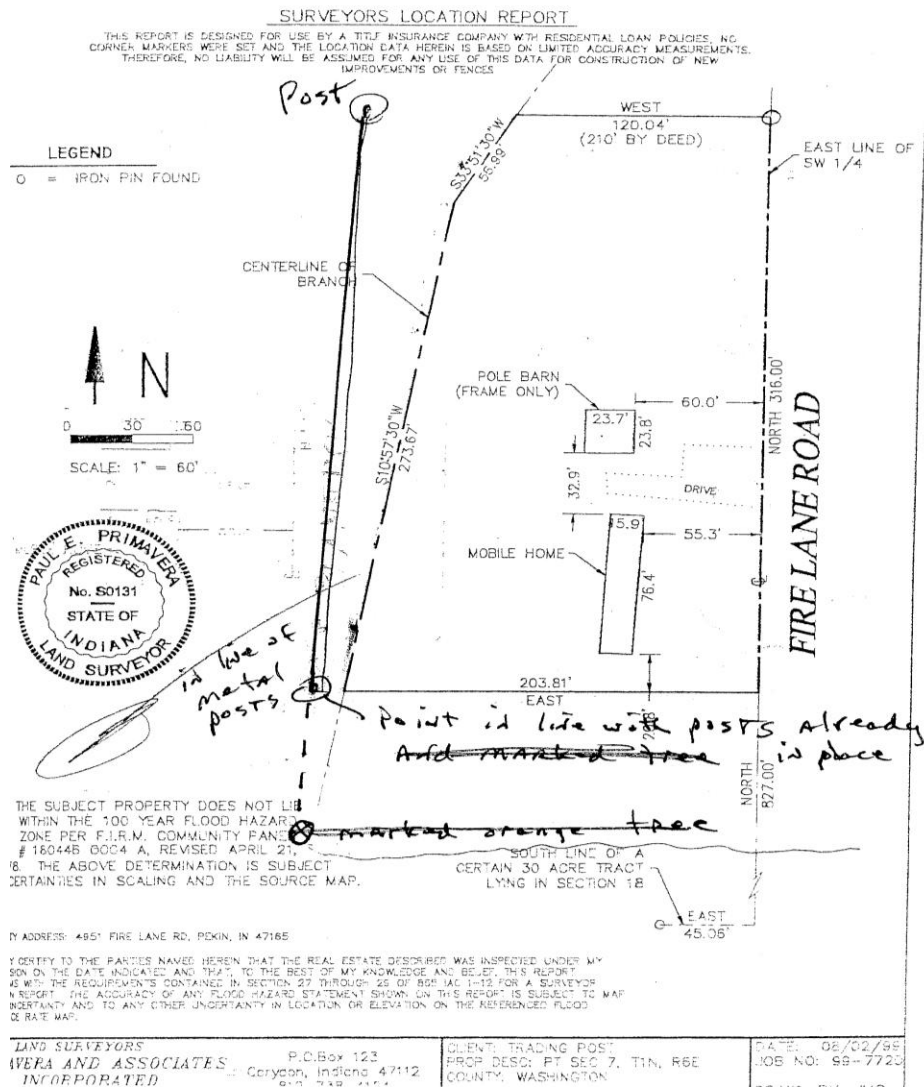 SURVEYORS LOCATION REPORT
THIS REPORT IS DESIGNED FOR USE BY A TITLE INSURANCE COMPANY WITH RESIDENTIAL LOAN POLICIES, NO
CORNER MARKERS WERE SET AND THE LOCATION DATA HEREIN IS BASED ON LIMITED ACCURACY MEASUREMENTS.
THEREFORE, NO LIABILITY WILL BE ASSUMED FOR ANY USE OF THIS DATA FOR CONSTRUCTION OF NEW
IMPROVEMENTS OR FENCES
Post
WEST
120.04'
(210' BY DEED)
LEGEND
O = IRON PIN FOUND
EAST LINE OF
SW 1/4
S33°51'30"W
56.99'
CENTERLINE OF
BRANCH
N
30 60
SCALE: 1" = 60'
S10°57'30"W
273.67'
POLE BARN
(FRAME ONLY)
23.7'
23.8'
60.0'
NORTH 316.00'
32.9'
DRIVE
FIRE LANE ROAD
15.9
55.3'
MOBILE HOME
76.4'
PAUL E. PRIMAVERA
REGISTERED
No. S0131
STATE OF
INDIANA
LAND SURVEYOR
in line of
metal
posts
203.81'
EAST
Point in line with posts Already
And marked tree in place
NORTH
827.00'
THE SUBJECT PROPERTY DOES NOT LIE
WITHIN THE 100 YEAR FLOOD HAZARD
ZONE PER F.I.R.M. COMMUNITY PANE
# 180446 0004 A, REVISED APRIL 21,
THE ABOVE DETERMINATION IS SUBJECT
CERTAINTIES IN SCALING AND THE SOURCE MAP.
marked orange tree
SOUTH LINE OF A
CERTAIN 30 ACRE TRACT
LYING IN SECTION 18
EAST
45.06'
TY ADDRESS: 4951 FIRE LANE RD, PEKIN, IN 47165
Y CERTIFY TO THE PARTIES NAMED HEREIN THAT THE REAL ESTATE DESCRIBED WAS INSPECTED UNDER MY
SION ON THE DATE INDICATED AND THAT, TO THE BEST OF MY KNOWLEDGE AND BELIEF, THIS REPORT
MS WITH THE REQUIREMENTS CONTAINED IN SECTION 27 THROUGH 29 OF 865 IAC 1-12 FOR A SURVEYOR
N REPORT. THE ACCURACY OF ANY FLOOD HAZARD STATEMENT SHOWN ON THIS REPORT IS SUBJECT TO MAP
NCERTAINTY AND TO ANY OTHER UNCERTAINTY IN LOCATION OR ELEVATION ON THE REFERENCED FLOOD
CE RATE MAP.
LAND SURVEYORS
AVERA AND ASSOCIATES
INCORPORATED
P.O.Box 123
Corydon, Indiana 47112
CLIENT: TRADING POST
PROP DESC: PT SEC 7, T1N, R6E
COUNTY: WASHINGTON
DATE: 08/02/99
JOB NO: 99-7720